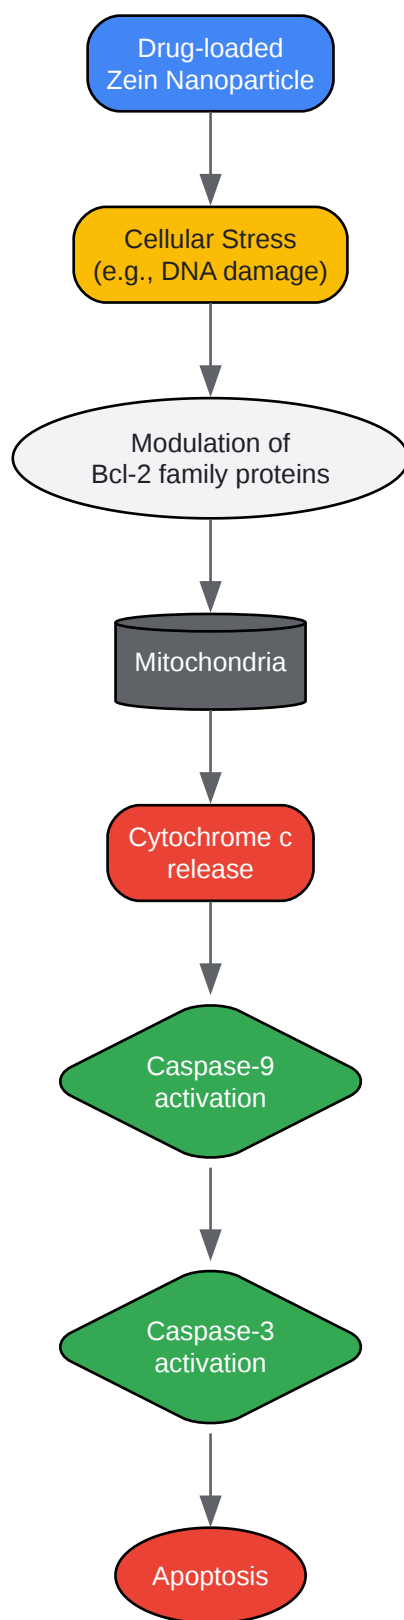 Drug-loaded
Zein Nanoparticle
Cellular Stress
(e.g., DNA damage)
Modulation of
Bcl-2 family proteins
Mitochondria
Cytochrome c
release
Caspase-9
activation
Caspase-3
activation
Apoptosis